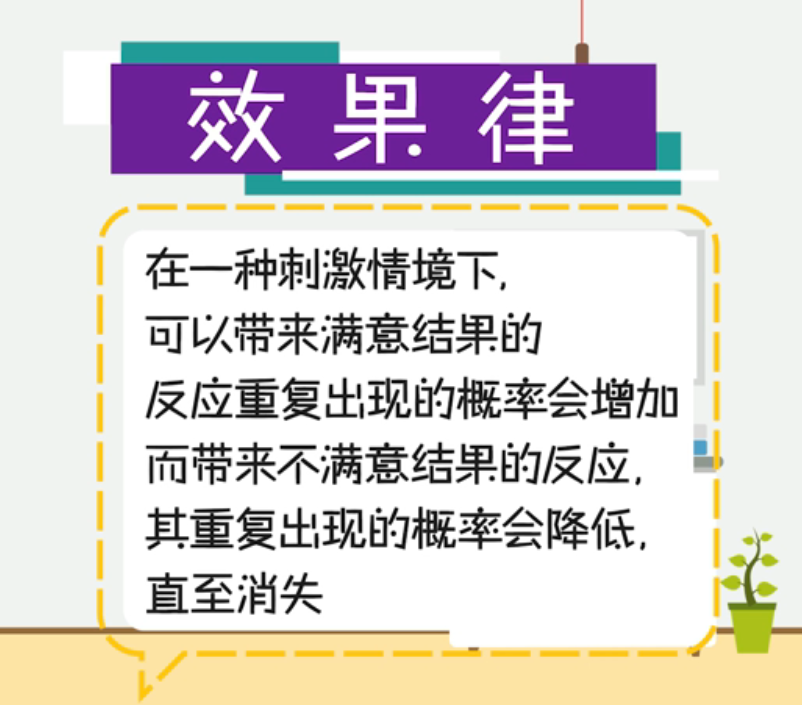 效果律
在一种刺激情境下，
可以带来满意结果的
反应重复出现的概率会增加
而带来不满意结果的反应，
其重复出现的概率会降低，
直至消失